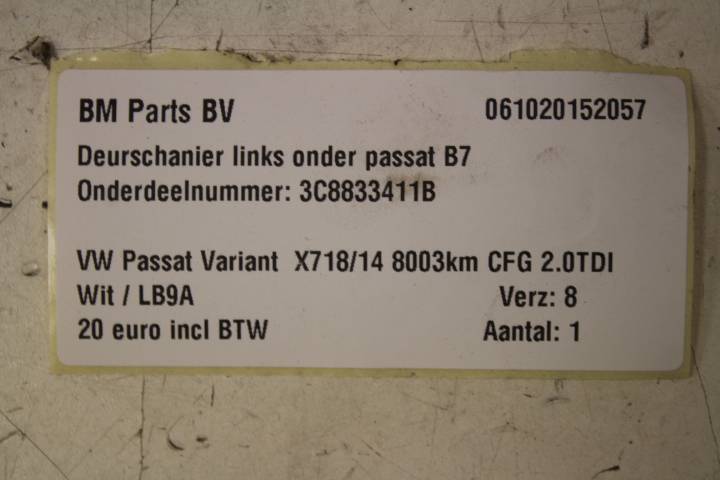 BM Parts BV 061020152057
Deurschanier links onder passat B7
Onderdeelnummer: 3C8833411B
VW Passat Variant X718/14 8003km CFG 2.0TDI
Wit / LB9A Verz: 8
20 euro incl BTW Aantal: 1